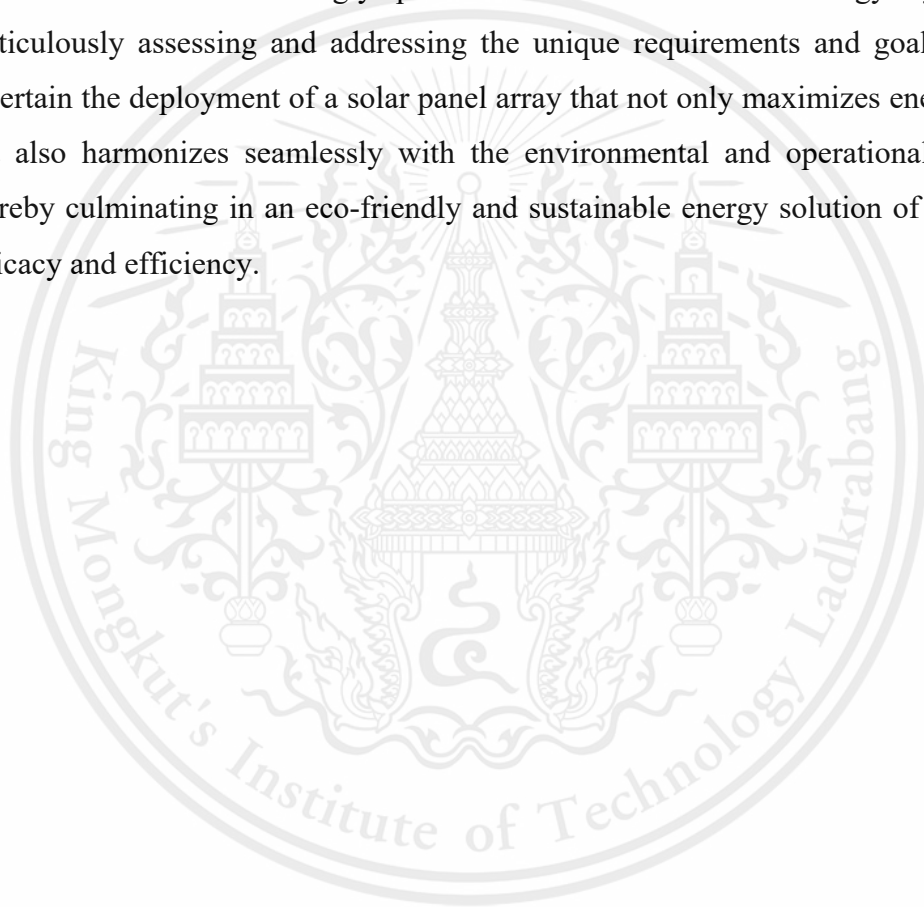 ticulously assessing and addressing the unique requirements and goal
ertain the deployment of a solar panel array that not only maximizes en
also harmonizes seamlessly with the environmental and operational
reby culminating in an eco-friendly and sustainable energy solution of
icacy and efficiency.
King Mongkut's Institute of Technology Ladkrabang